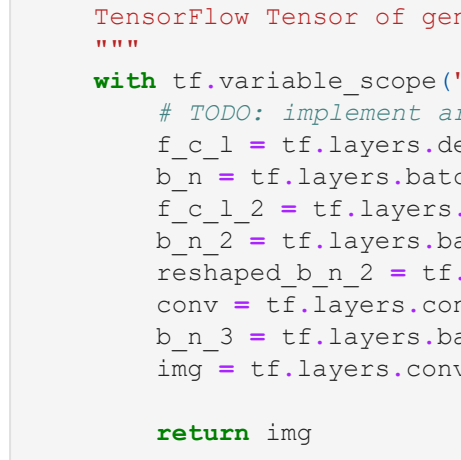 TensorFlow Tensor of gen
"""
with tf.variable_scope("
# TODO: implement ar
f_c_l = tf.layers.de
b_n = tf.layers.batc
f_c_l_2 = tf.layers.
b_n_2 = tf.layers.ba
reshaped_b_n_2 = tf.
conv = tf.layers.con
b_n_3 = tf.layers.ba
img = tf.layers.conv
return img